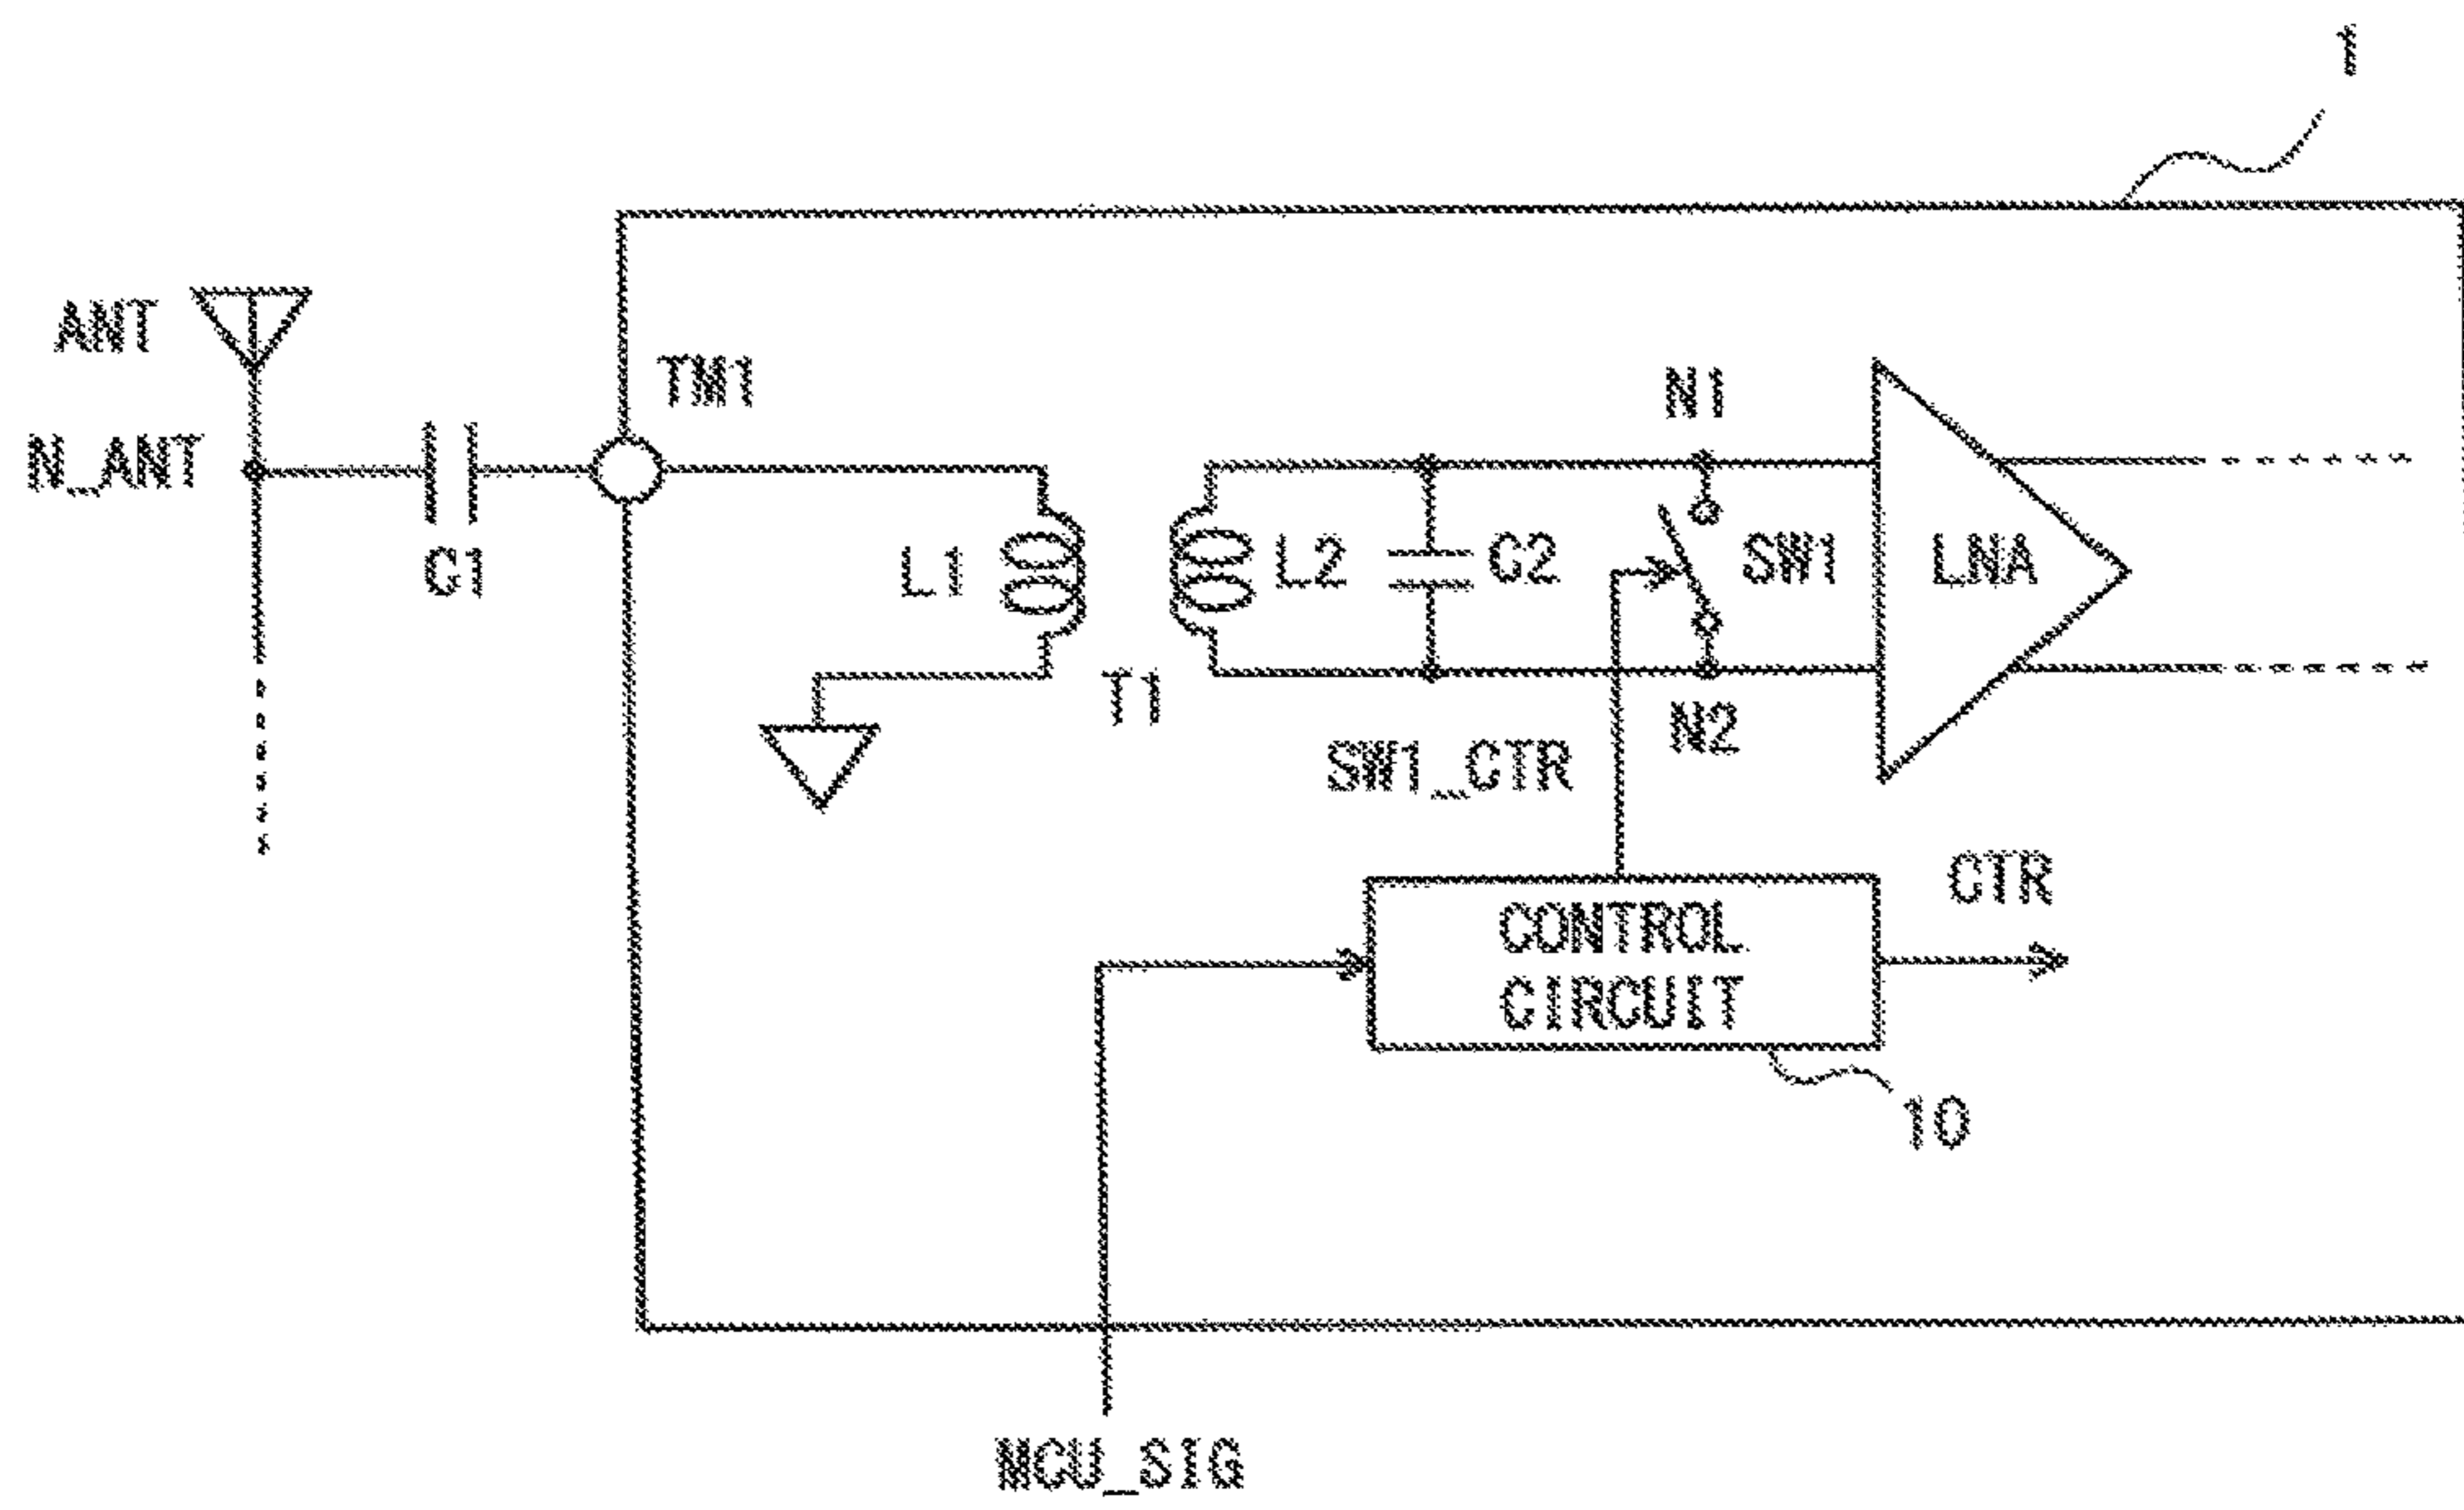 1
ANT
TM1
N_ANT
N1
C1
L1
L2
C2
SW1
LNA
T1
N2
SW1_CTR
CTR
CONTROL
CIRCUIT
10
MCU_SIG